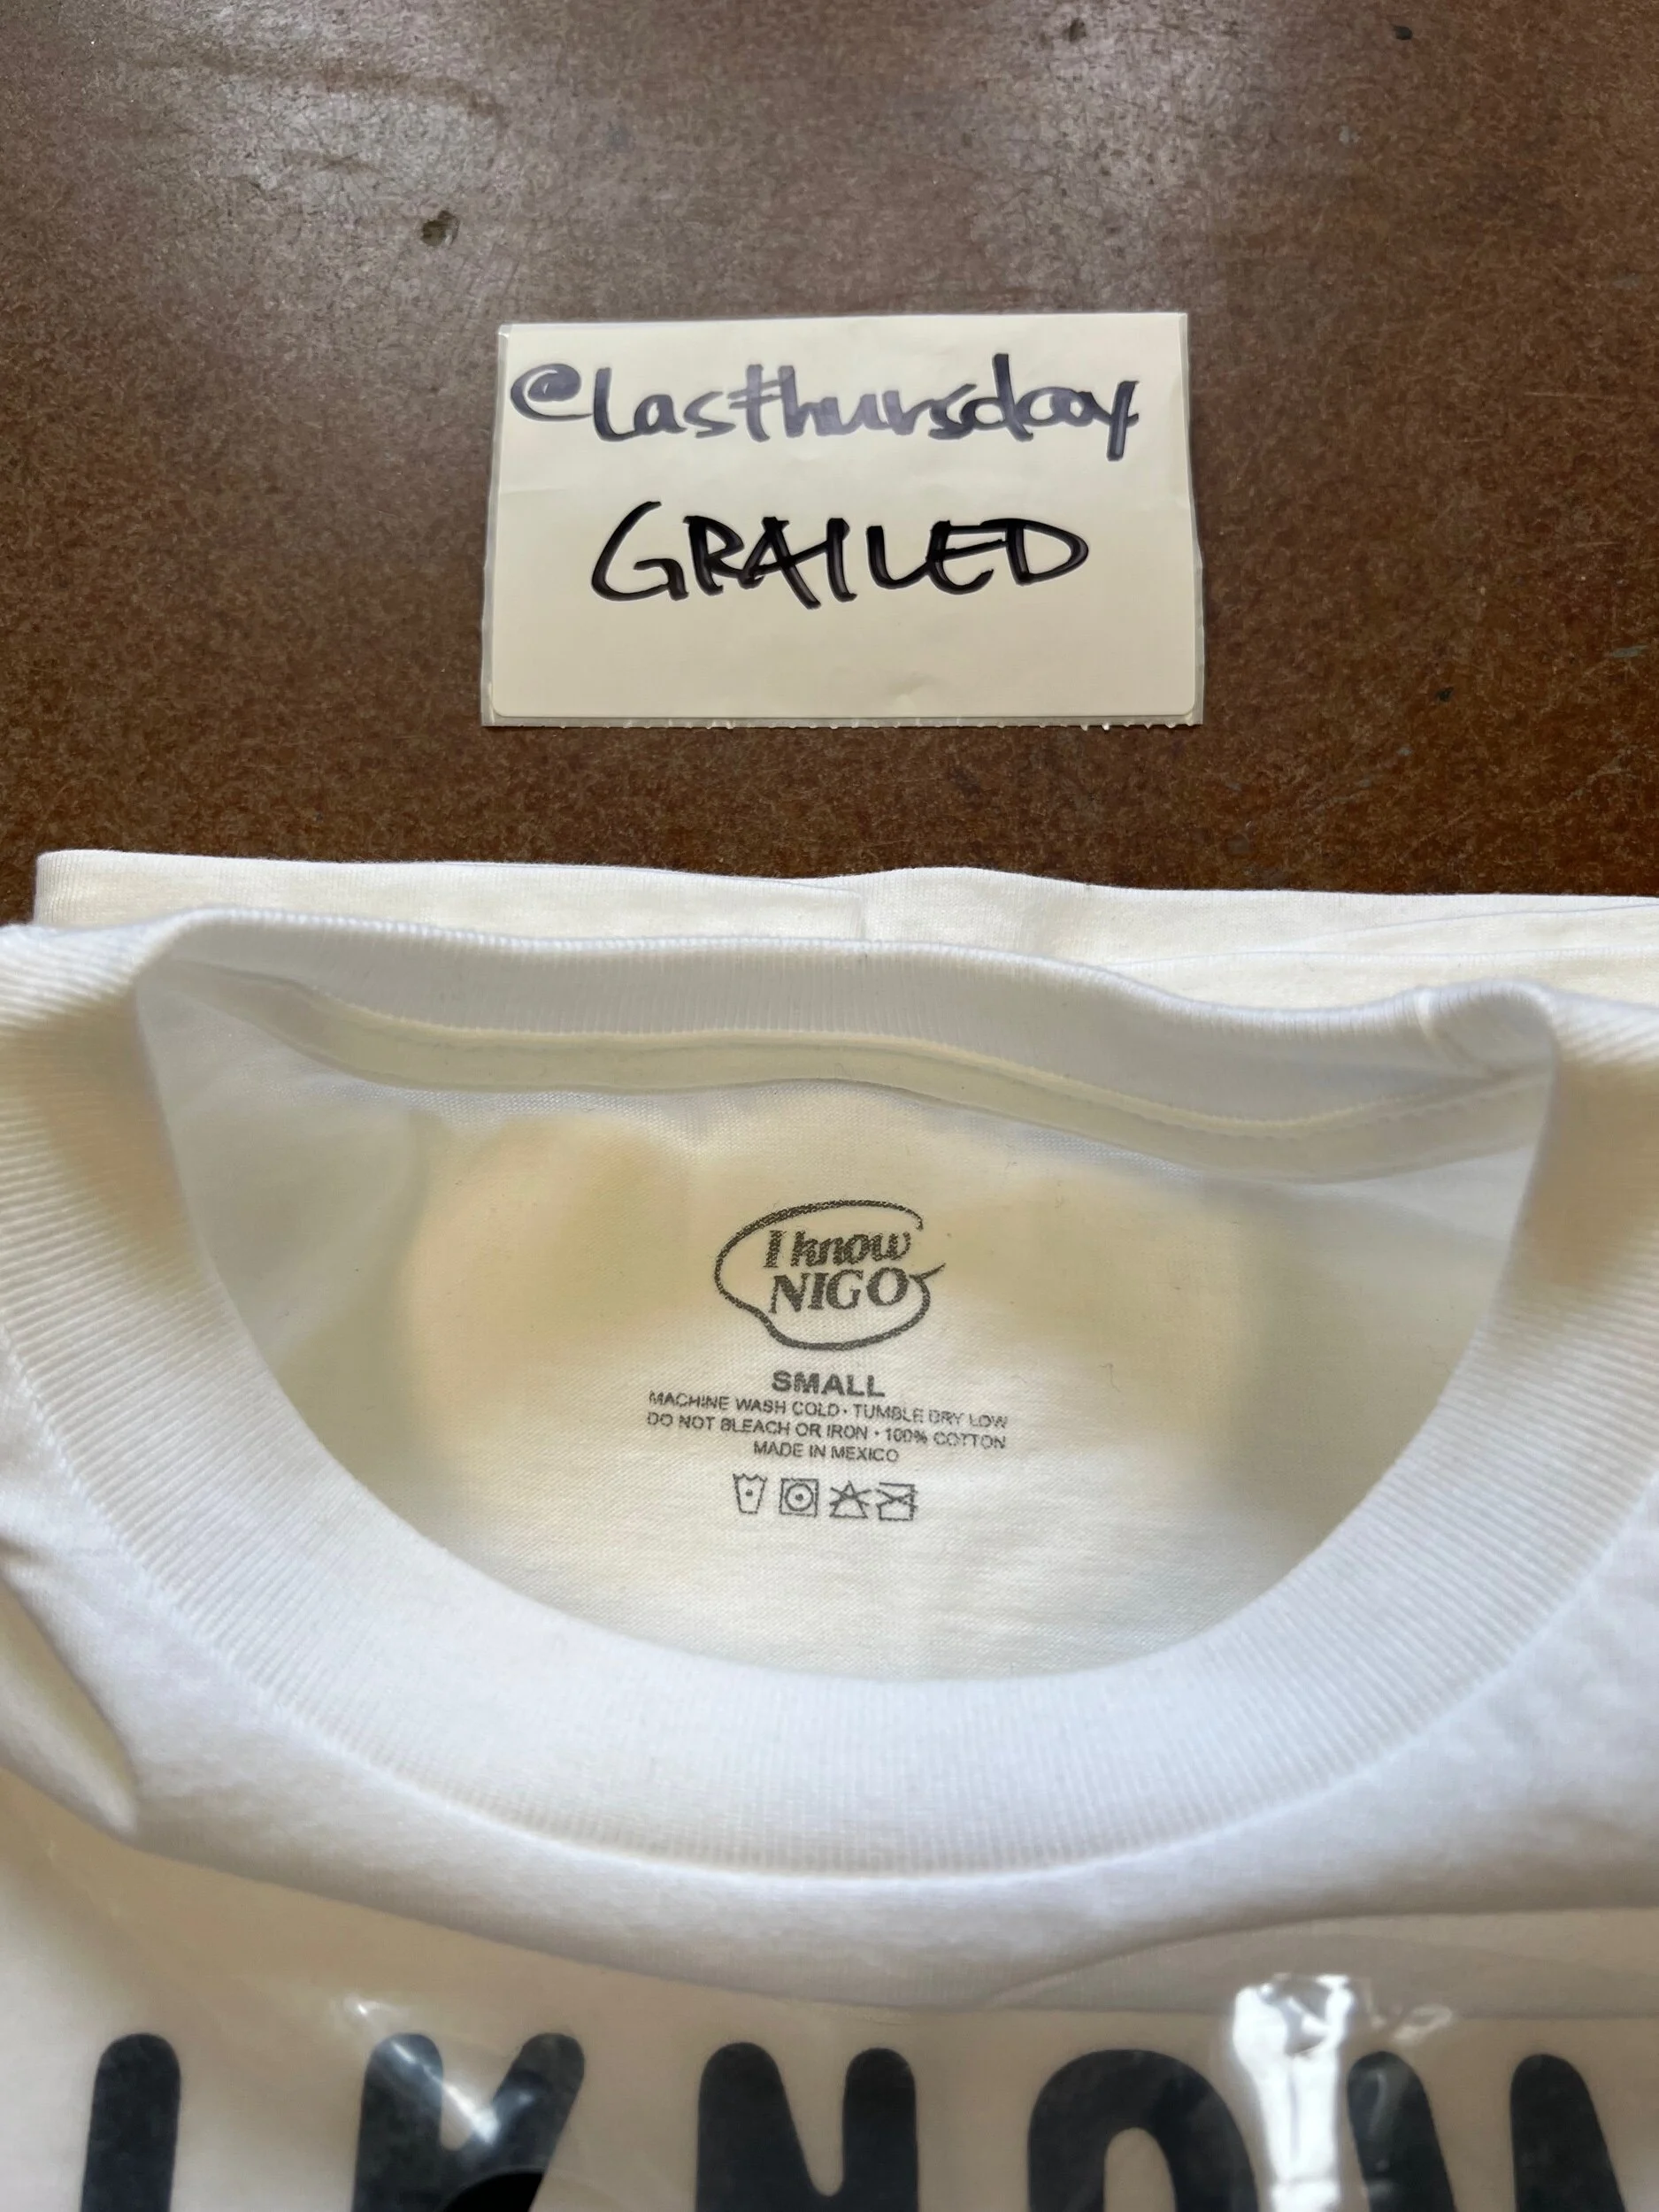 @lasthursday
GRAILED
I know
NIGO
SMALL
MACHINE WASH COLD • TUMBLE DRY LOW
DO NOT BLEACH OR IRON • 100% COTTON
MADE IN MEXICO
I KNOW